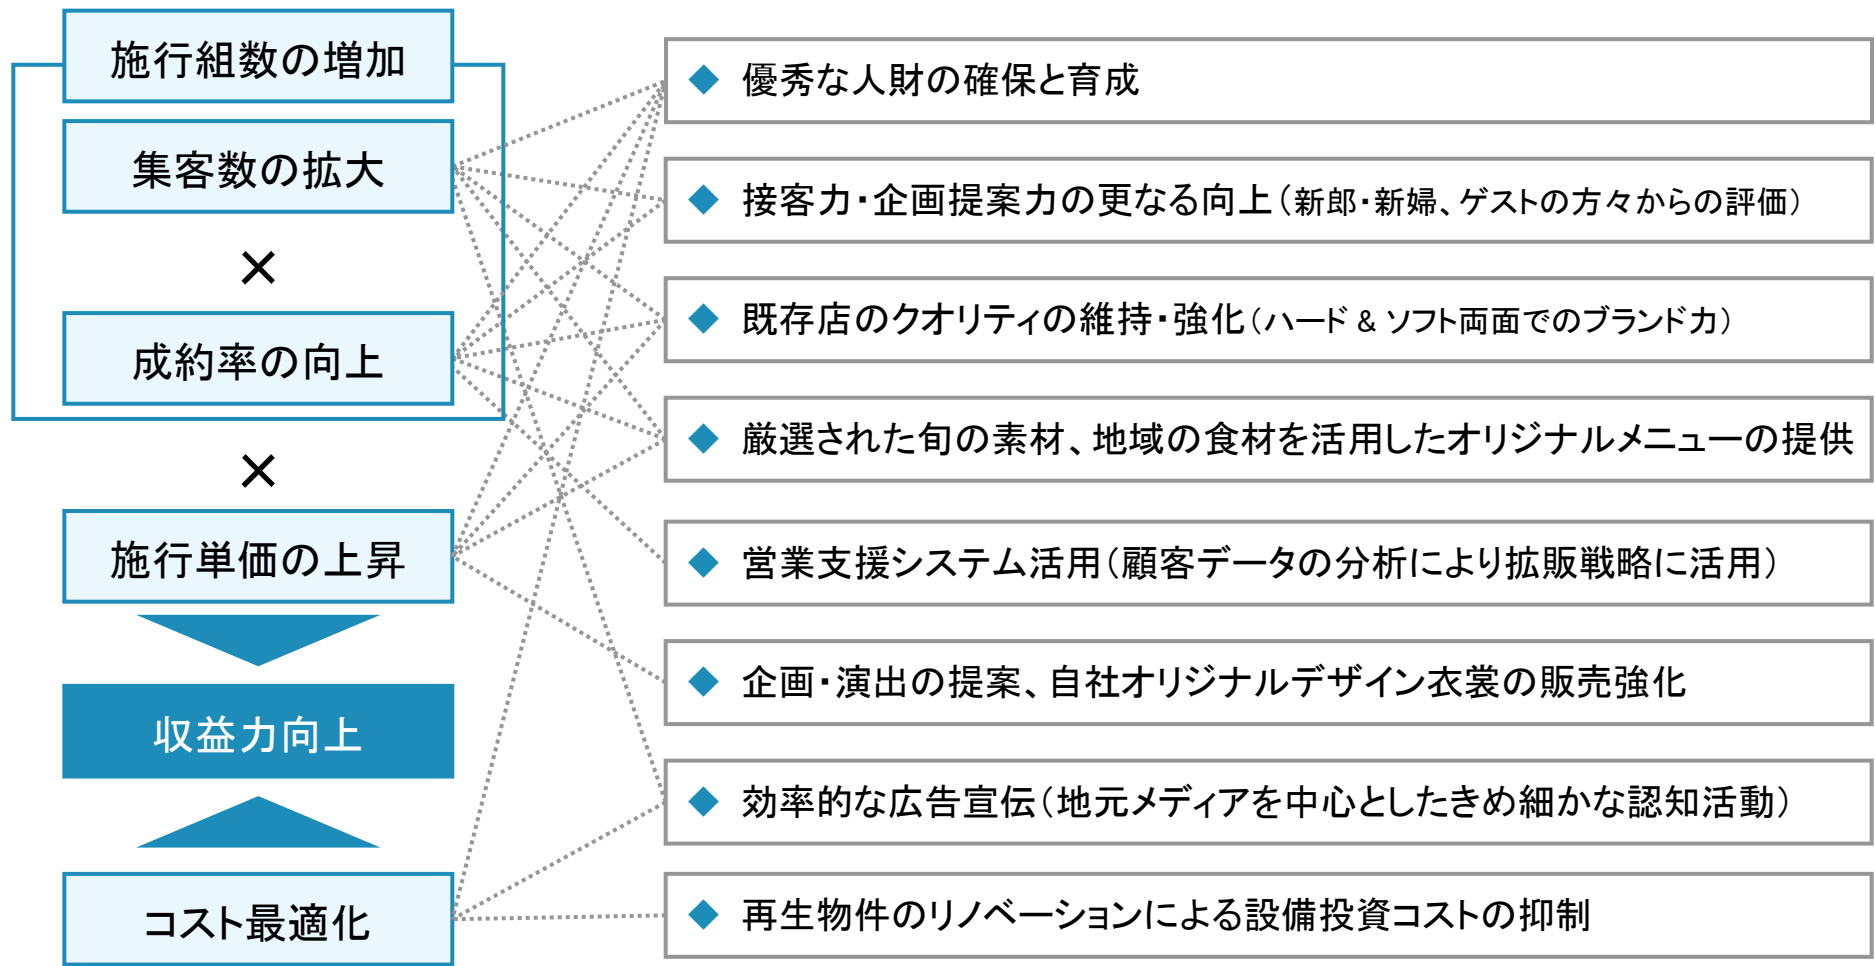 施行組数の増加
集客数の拡大
×
成約率の向上
×
施行単価の上昇
収益力向上
コスト最適化
◆ 優秀な人財の確保と育成
◆ 接客力・企画提案力の更なる向上(新郎・新婦、ゲストの方々からの評価)
◆ 既存店のクオリティの維持・強化(ハード & ソフト両面でのブランド力)
◆ 厳選された旬の素材、地域の食材を活用したオリジナルメニューの提供
◆ 営業支援システム活用(顧客データの分析により拡販戦略に活用)
◆ 企画・演出の提案、自社オリジナルデザイン衣裳の販売強化
◆ 効率的な広告宣伝(地元メディアを中心としたきめ細かな認知活動)
◆ 再生物件のリノベーションによる設備投資コストの抑制